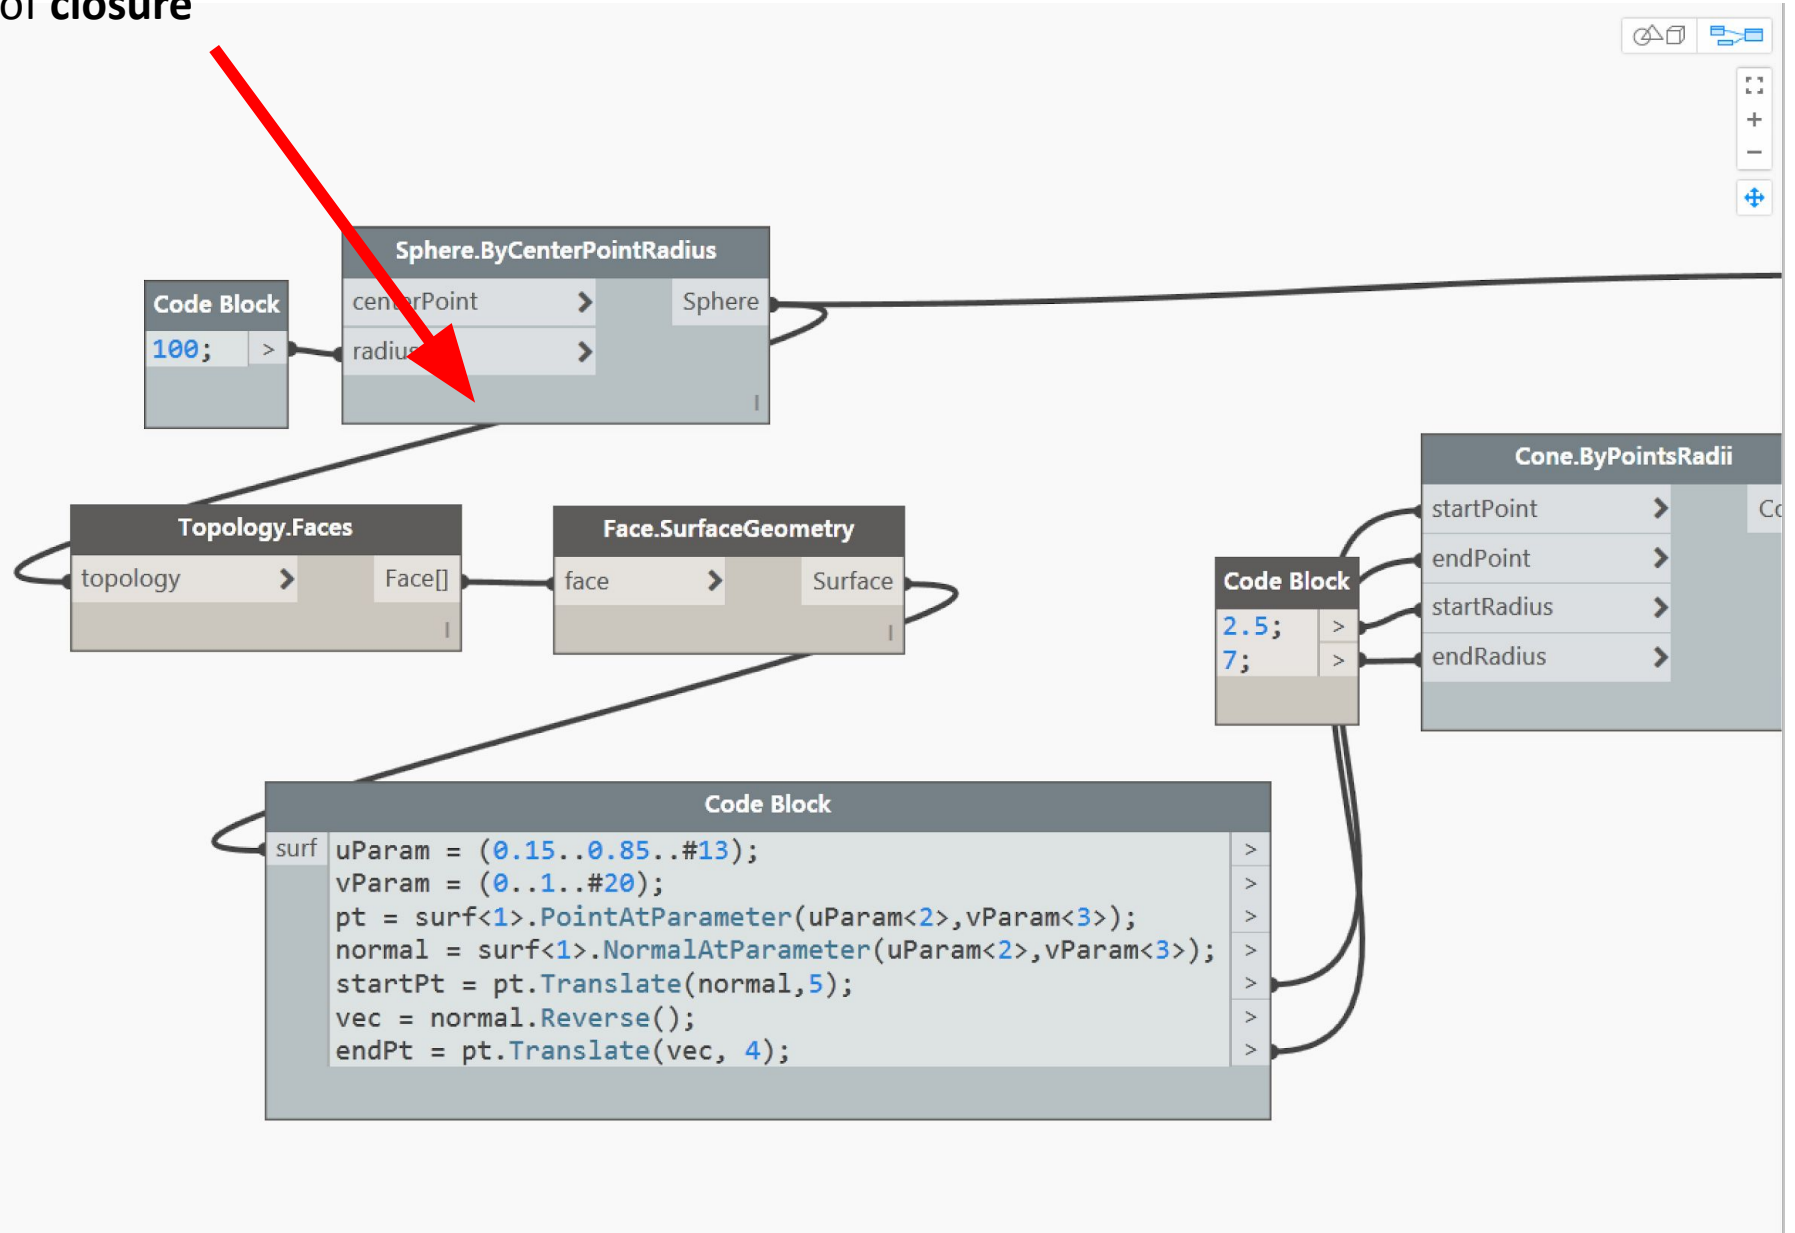 of closure
Sphere.ByCenterPointRadius
centerPoint
Sphere
radius
Code Block
100;
>
Topology.Faces
topology
Face[]
Face.SurfaceGeometry
face
Surface
Code Block
2.5; >
7; >
Cone.ByPointsRadii
startPoint
endPoint
startRadius
endRadius
Code Block
surf
uParam = (0.15..0.85..#13); >
vParam = (0..1..#20); >
pt = surf<1>.PointAtParameter(uParam<2>,vParam<3>); >
normal = surf<1>.NormalAtParameter(uParam<2>,vParam<3>); >
startPt = pt.Translate(normal,5); >
vec = normal.Reverse(); >
endPt = pt.Translate(vec, 4); >